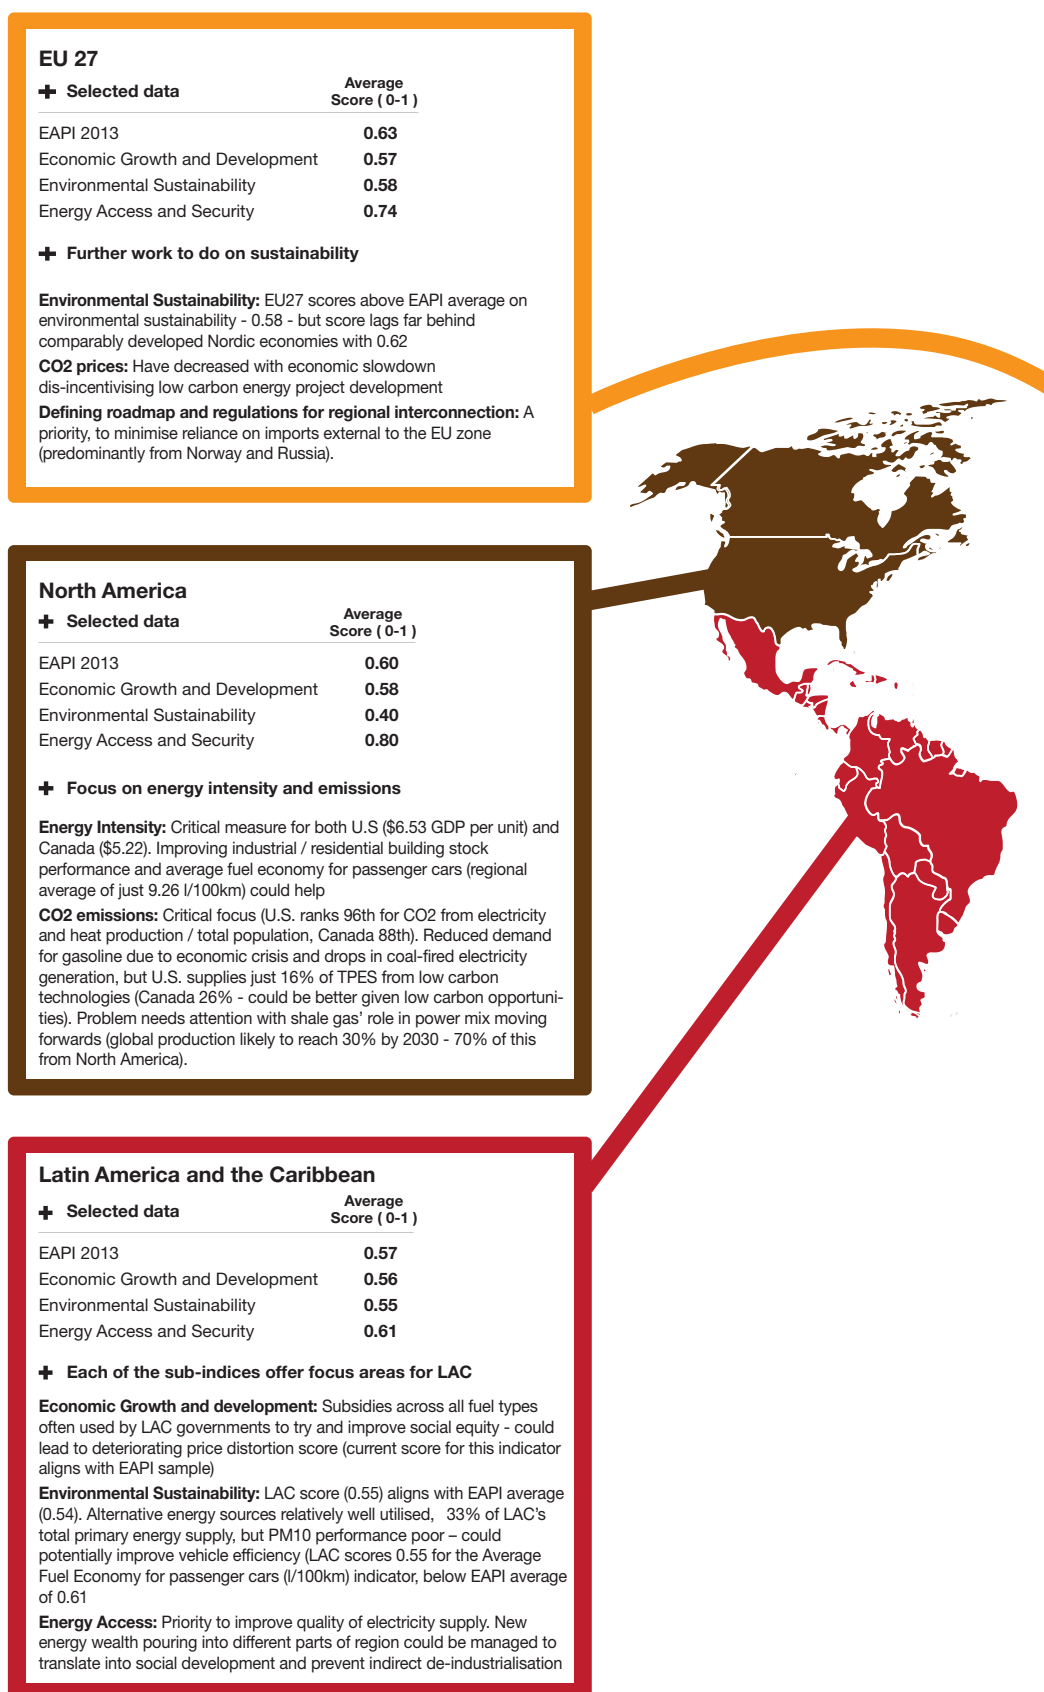 EU 27
✚ Selected data
Average
Score ( 0-1 )
EAPI 2013 0.63
Economic Growth and Development 0.57
Environmental Sustainability 0.58
Energy Access and Security 0.74
✚ Further work to do on sustainability
Environmental Sustainability: EU27 scores above EAPI average on
environmental sustainability - 0.58 - but score lags far behind
comparably developed Nordic economies with 0.62
CO2 prices: Have decreased with economic slowdown
dis-incentivising low carbon energy project development
Defining roadmap and regulations for regional interconnection: A
priority, to minimise reliance on imports external to the EU zone
(predominantly from Norway and Russia).
North America
✚ Selected data
Average
Score ( 0-1 )
EAPI 2013 0.60
Economic Growth and Development 0.58
Environmental Sustainability 0.40
Energy Access and Security 0.80
✚ Focus on energy intensity and emissions
Energy Intensity: Critical measure for both U.S ($6.53 GDP per unit) and
Canada ($5.22). Improving industrial / residential building stock
performance and average fuel economy for passenger cars (regional
average of just 9.26 l/100km) could help
CO2 emissions: Critical focus (U.S. ranks 96th for CO2 from electricity
and heat production / total population, Canada 88th). Reduced demand
for gasoline due to economic crisis and drops in coal-fired electricity
generation, but U.S. supplies just 16% of TPES from low carbon
technologies (Canada 26% - could be better given low carbon opportuni-
ties). Problem needs attention with shale gas’ role in power mix moving
forwards (global production likely to reach 30% by 2030 - 70% of this
from North America).
Latin America and the Caribbean
✚ Selected data
Average
Score ( 0-1 )
EAPI 2013 0.57
Economic Growth and Development 0.56
Environmental Sustainability 0.55
Energy Access and Security 0.61
✚ Each of the sub-indices offer focus areas for LAC
Economic Growth and development: Subsidies across all fuel types
often used by LAC governments to try and improve social equity - could
lead to deteriorating price distortion score (current score for this indicator
aligns with EAPI sample)
Environmental Sustainability: LAC score (0.55) aligns with EAPI average
(0.54). Alternative energy sources relatively well utilised, 33% of LAC’s
total primary energy supply, but PM10 performance poor – could
potentially improve vehicle efficiency (LAC scores 0.55 for the Average
Fuel Economy for passenger cars (l/100km) indicator, below EAPI average
of 0.61
Energy Access: Priority to improve quality of electricity supply. New
energy wealth pouring into different parts of region could be managed to
translate into social development and prevent indirect de-industrialisation